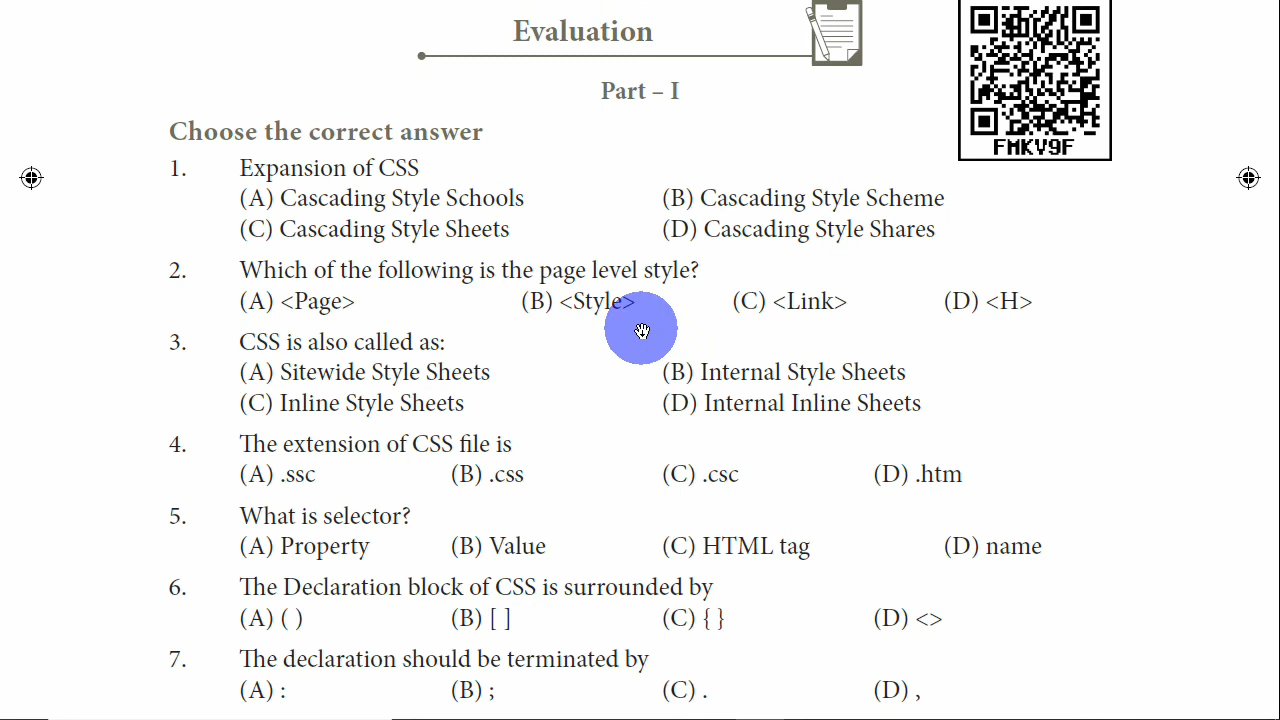 Evaluation
Part – I
FMKV9F
Choose the correct answer
1. Expansion of CSS
(A) Cascading Style Schools (B) Cascading Style Scheme
(C) Cascading Style Sheets (D) Cascading Style Shares
2. Which of the following is the page level style?
(A) <Page> (B) <Style> (C) <Link> (D) <H>
3. CSS is also called as:
(A) Sitewide Style Sheets (B) Internal Style Sheets
(C) Inline Style Sheets (D) Internal Inline Sheets
4. The extension of CSS file is
(A) .ssc (B) .css (C) .csc (D) .htm
5. What is selector?
(A) Property (B) Value (C) HTML tag (D) name
6. The Declaration block of CSS is surrounded by
(A) ( ) (B) [ ] (C) { } (D) <>
7. The declaration should be terminated by
(A) : (B) ; (C) . (D) ,